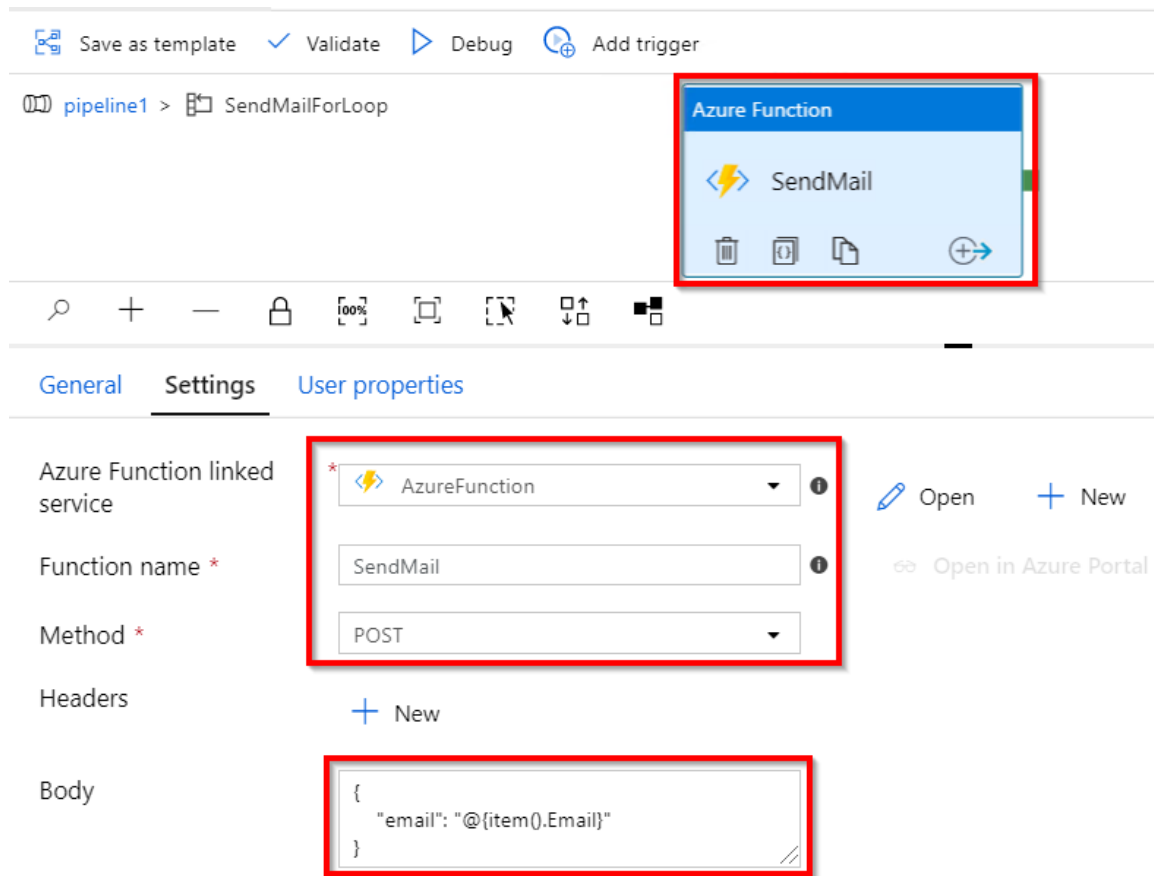 Save as template Validate Debug Add trigger
pipeline1 > SendMailForLoop
Azure Function
SendMail
100%
General Settings User properties
Azure Function linked service * AzureFunction Open New
Function name * SendMail Open in Azure Portal
Method * POST
Headers New
Body {
"email": "@{item().Email}"
}